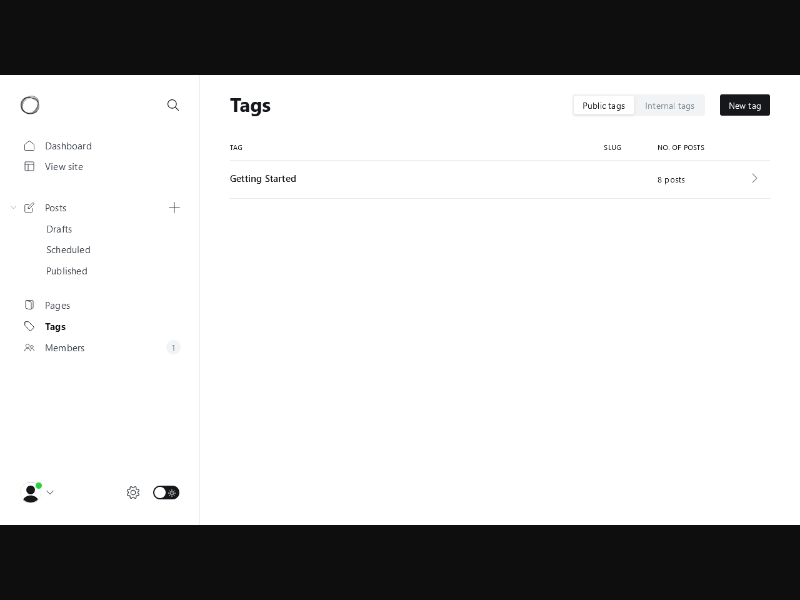 Tags
Public tags
Internal tags
New tag
Dashboard
View site
Posts
Drafts
Scheduled
Published
Pages
Tags
Members
1
TAG
SLUG
NO. OF POSTS
Getting Started
8 posts